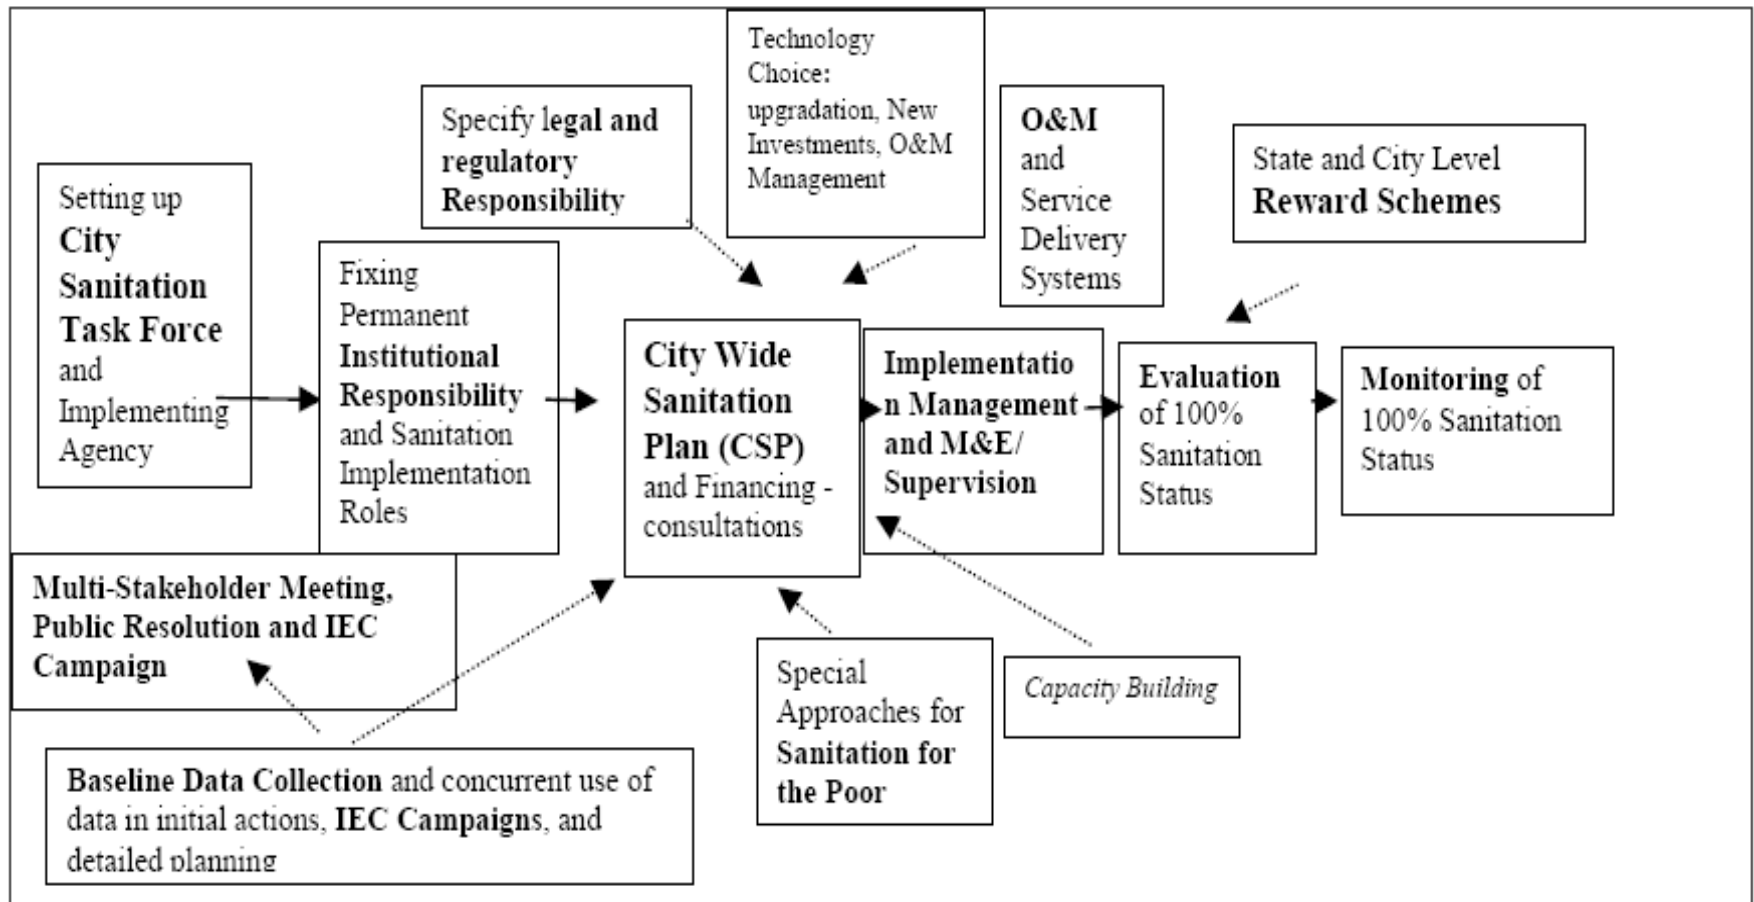 Setting up
City
Sanitation
Task Force
and
Implementing
Agency
Fixing
Permanent
Institutional
Responsibility
and Sanitation
Implementation
Roles
Multi-Stakeholder Meeting,
Public Resolution and IEC
Campaign
Baseline Data Collection and concurrent use of
data in initial actions, IEC Campaigns, and
detailed planning
Specify legal and
regulatory
Responsibility
Technology
Choice:
upgradation, New
Investments, O&M
Management
City Wide
Sanitation
Plan (CSP)
and Financing -
consultations
Special
Approaches for
Sanitation for
the Poor
O&M
and
Service
Delivery
Systems
Implementatio
n Management
and M&E/
Supervision
Capacity Building
State and City Level
Reward Schemes
Evaluation
of 100%
Sanitation
Status
Monitoring of
100% Sanitation
Status